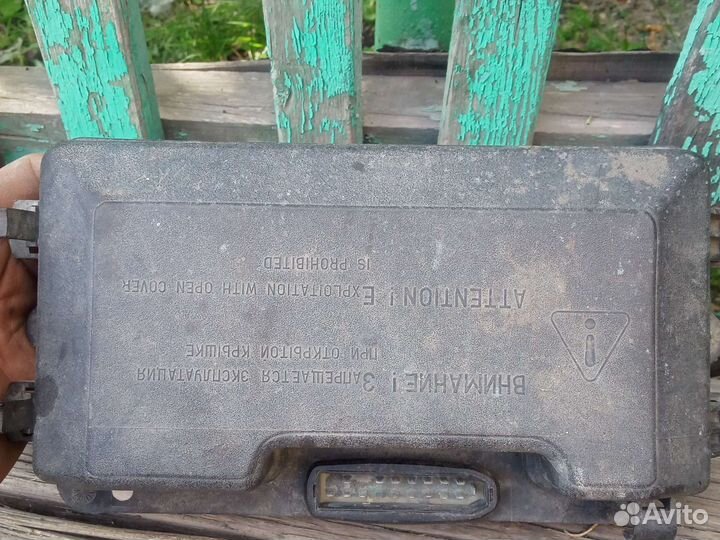 ВНИМАНИЕ! ЗАПРЕЩАЕТСЯ ЭКСПЛУАТАЦИЯ
ПРИ ОТКРЫТОЙ КРЫШКЕ
ATTENTION! EXPLOITATION WITH OPEN COVER
IS PROHIBITED
Avito